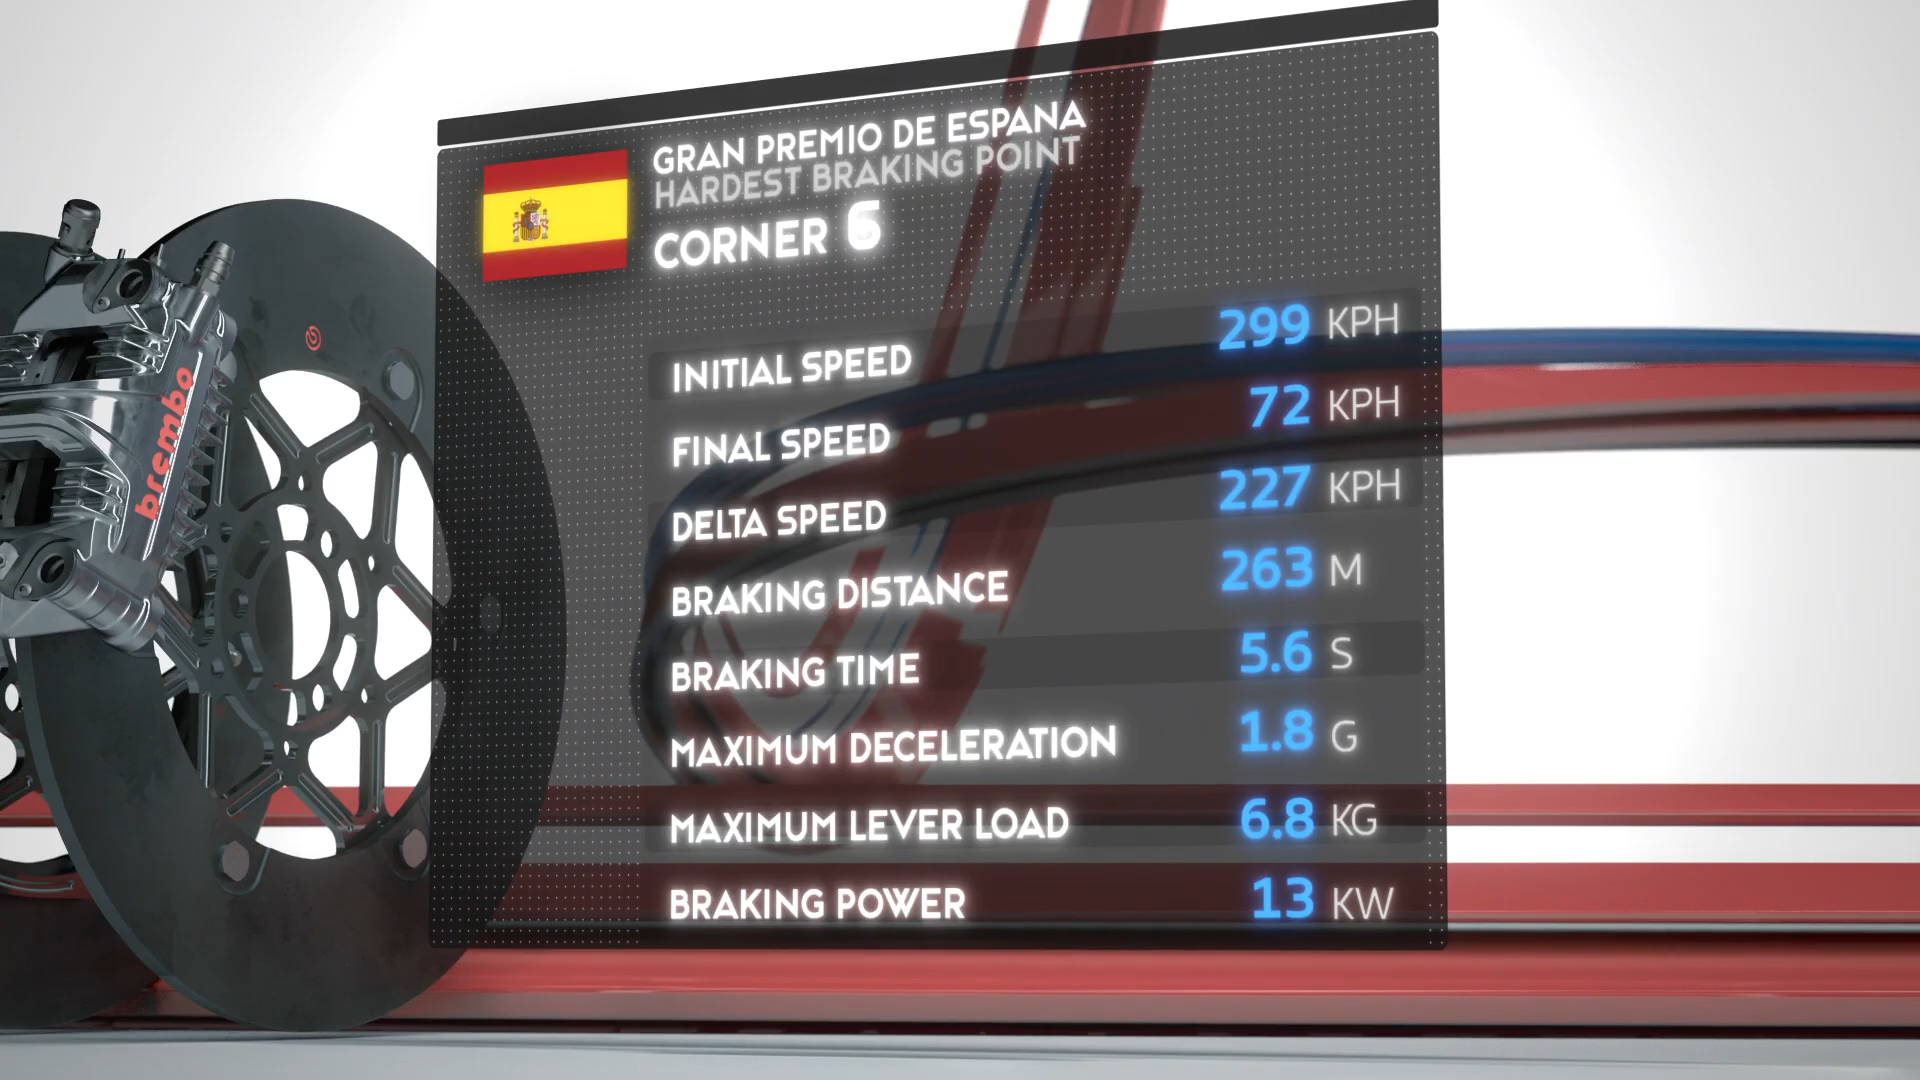 GRAN PREMIO DE ESPANA
HARDEST BRAKING POINT
CORNER 6
INITIAL SPEED 299 KPH
FINAL SPEED 72 KPH
DELTA SPEED 227 KPH
BRAKING DISTANCE 263 M
BRAKING TIME 5.6 S
MAXIMUM DECELERATION 1.8 G
MAXIMUM LEVER LOAD 6.8 KG
BRAKING POWER 13 KW
brembo